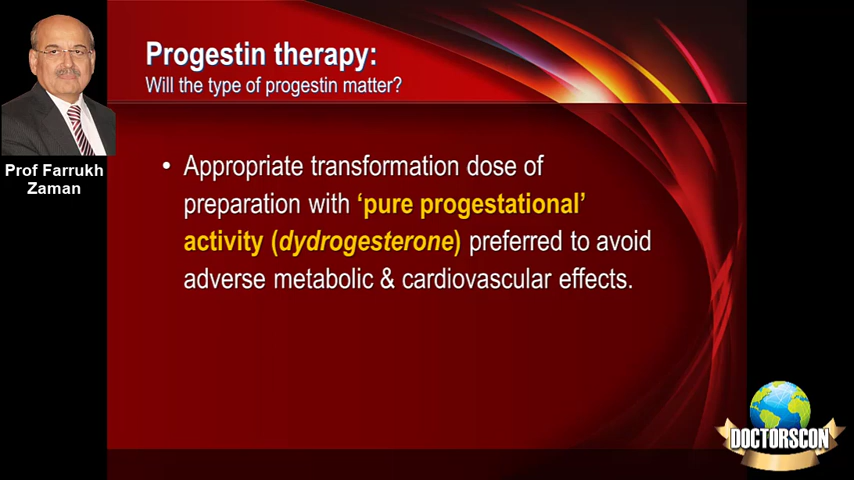 Progestin therapy:
Will the type of progestin matter?
Prof Farrukh
Zaman
• Appropriate transformation dose of
preparation with ‘pure progestational’
activity (dydrogesterone) preferred to avoid
adverse metabolic & cardiovascular effects.
DOCTORSCON